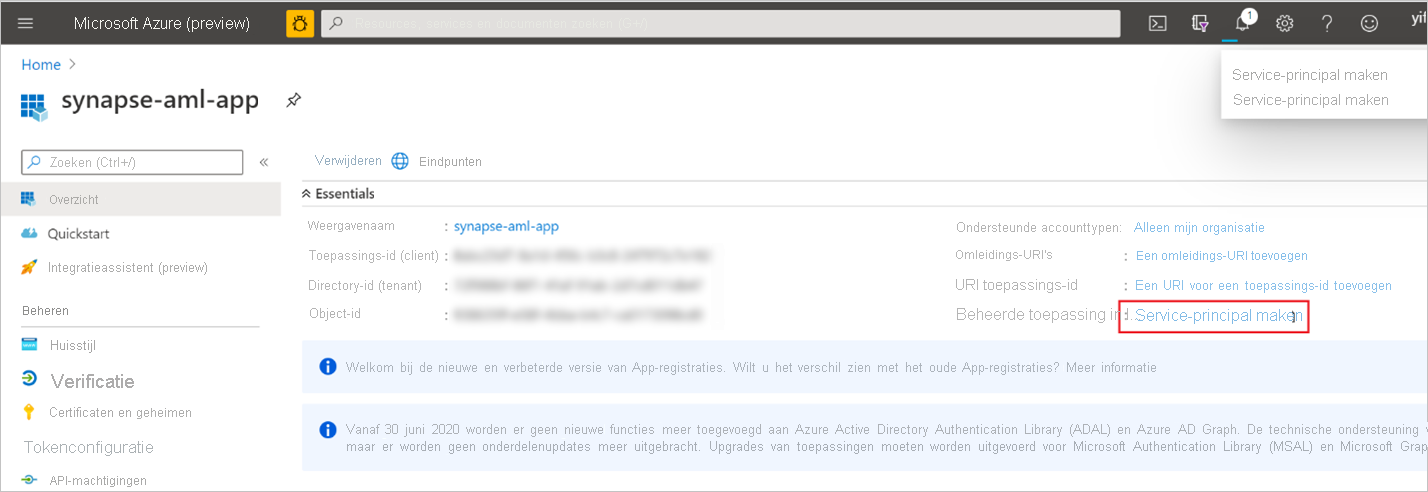 Microsoft Azure (preview)
Resources, services en documenten zoeken (G+/)
1
yif
Service-principal maken
Service-principal maken
Home >
synapse-aml-app
Zoeken (Ctrl+/)
«
Verwijderen
Eindpunten
Overzicht
Essentials
Quickstart
Integratieassistent (preview)
Beheren
Huisstijl
Verificatie
Certificaten en geheimen
Tokenconfiguratie
API-machtigingen
Weergavenaam : synapse-aml-app
Toepassings-id (client) :
Directory-id (tenant) :
Object-id :
Ondersteunde accounttypen: Alleen mijn organisatie
Omleidings-URI's : Een omleidings-URI toevoegen
URI toepassings-id : Een URI voor een toepassings-id toevoegen
Beheerde toepassing in l... : Service-principal maken
Welkom bij de nieuwe en verbeterde versie van App-registraties. Wilt u het verschil zien met het oude App-registraties? Meer informatie
Vanaf 30 juni 2020 worden er geen nieuwe functies meer toegevoegd aan Azure Active Directory Authentication Library (ADAL) en Azure AD Graph. De technische ondersteuning
maar er worden geen onderdelenupdates meer uitgebracht. Upgrades van toepassingen moeten worden uitgevoerd voor Microsoft Authentication Library (MSAL) en Microsoft Grap